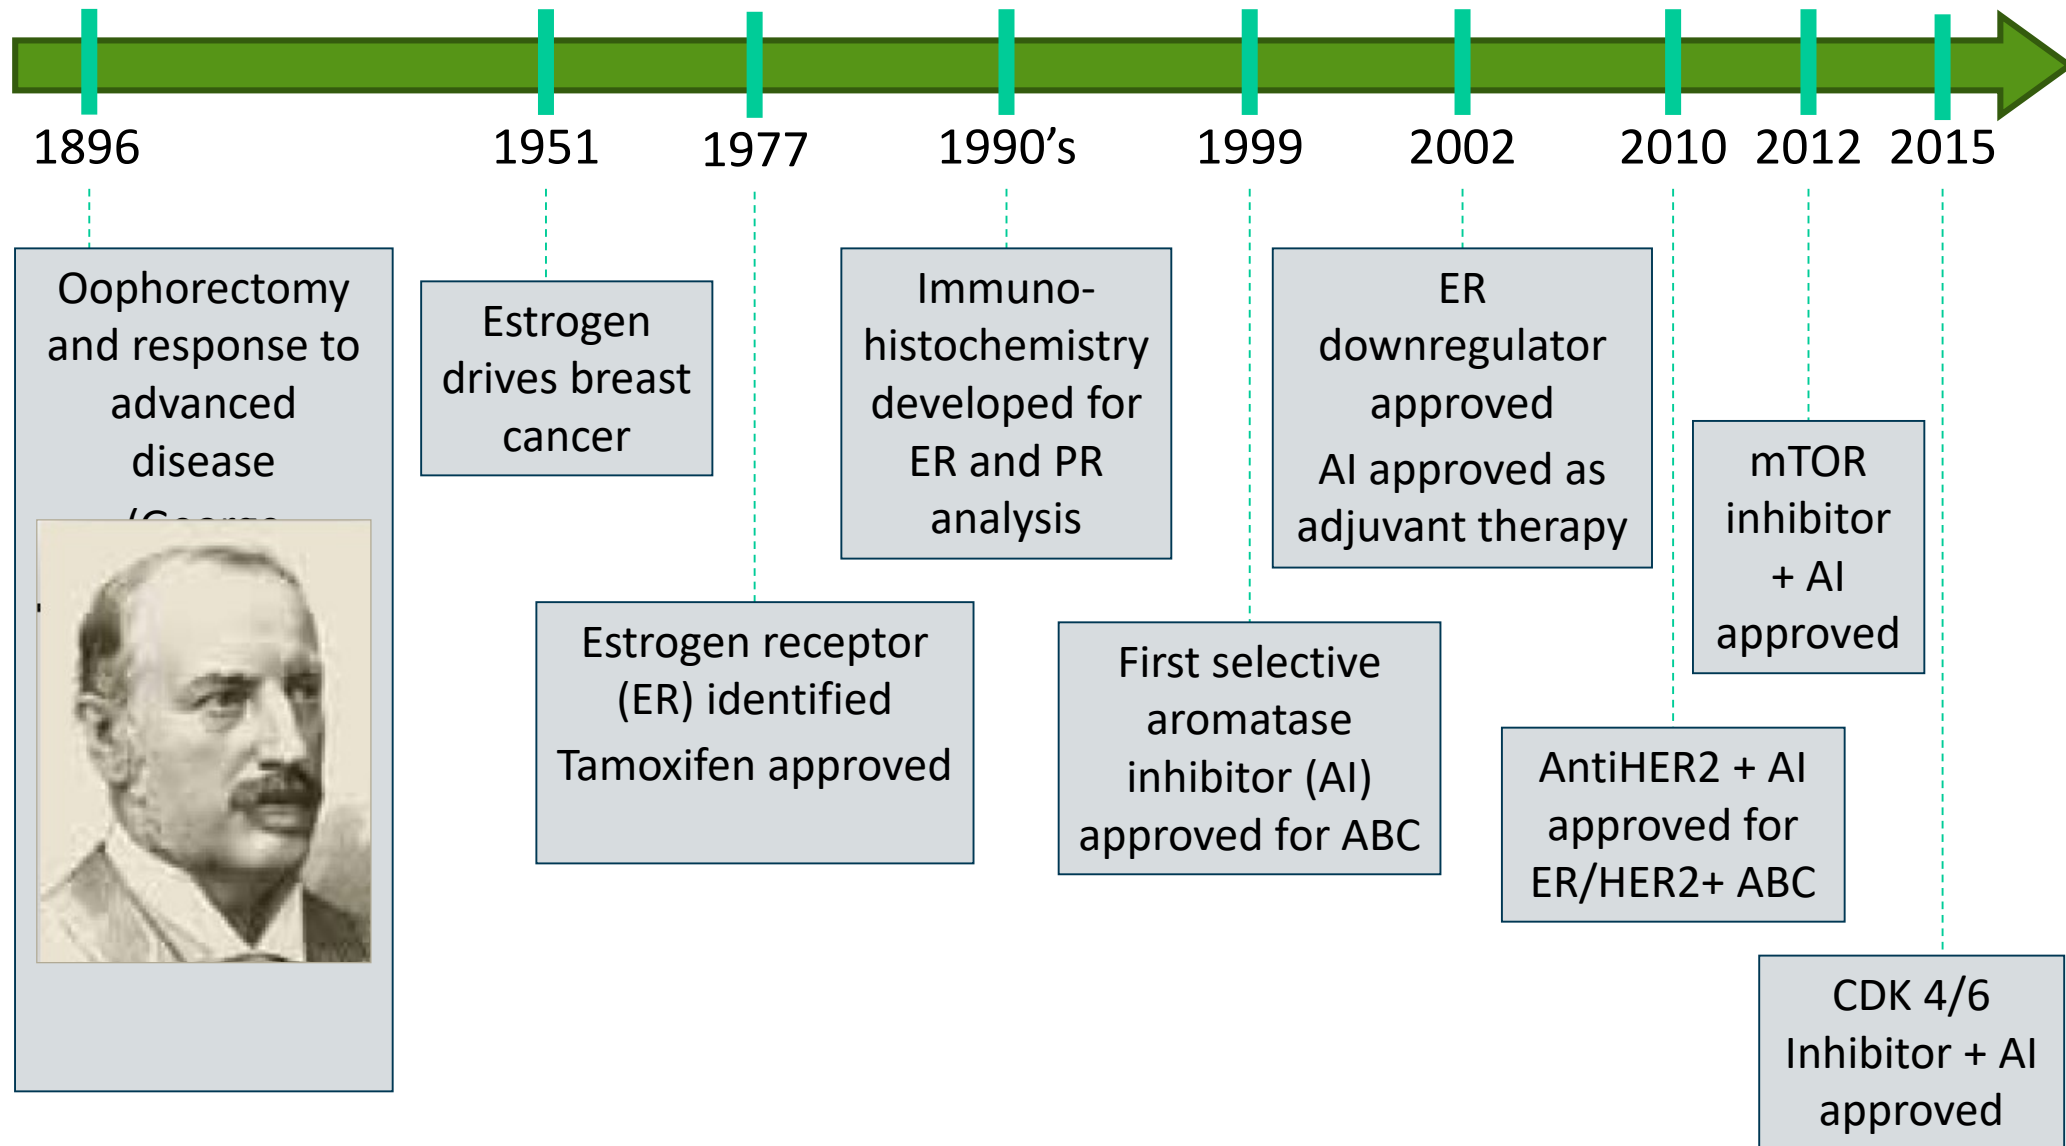 1896
1951
1977
1990's
1999
2002
2010
2012
2015
Oophorectomy
and response to
advanced
disease
Estrogen
drives breast
cancer
Estrogen receptor
(ER) identified
Tamoxifen approved
Immuno-
histochemistry
developed for
ER and PR
analysis
First selective
aromatase
inhibitor (AI)
approved for ABC
ER
downregulator
approved
AI approved as
adjuvant therapy
AntiHER2 + AI
approved for
ER/HER2+ ABC
mTOR
inhibitor
+ AI
approved
CDK 4/6
Inhibitor + AI
approved